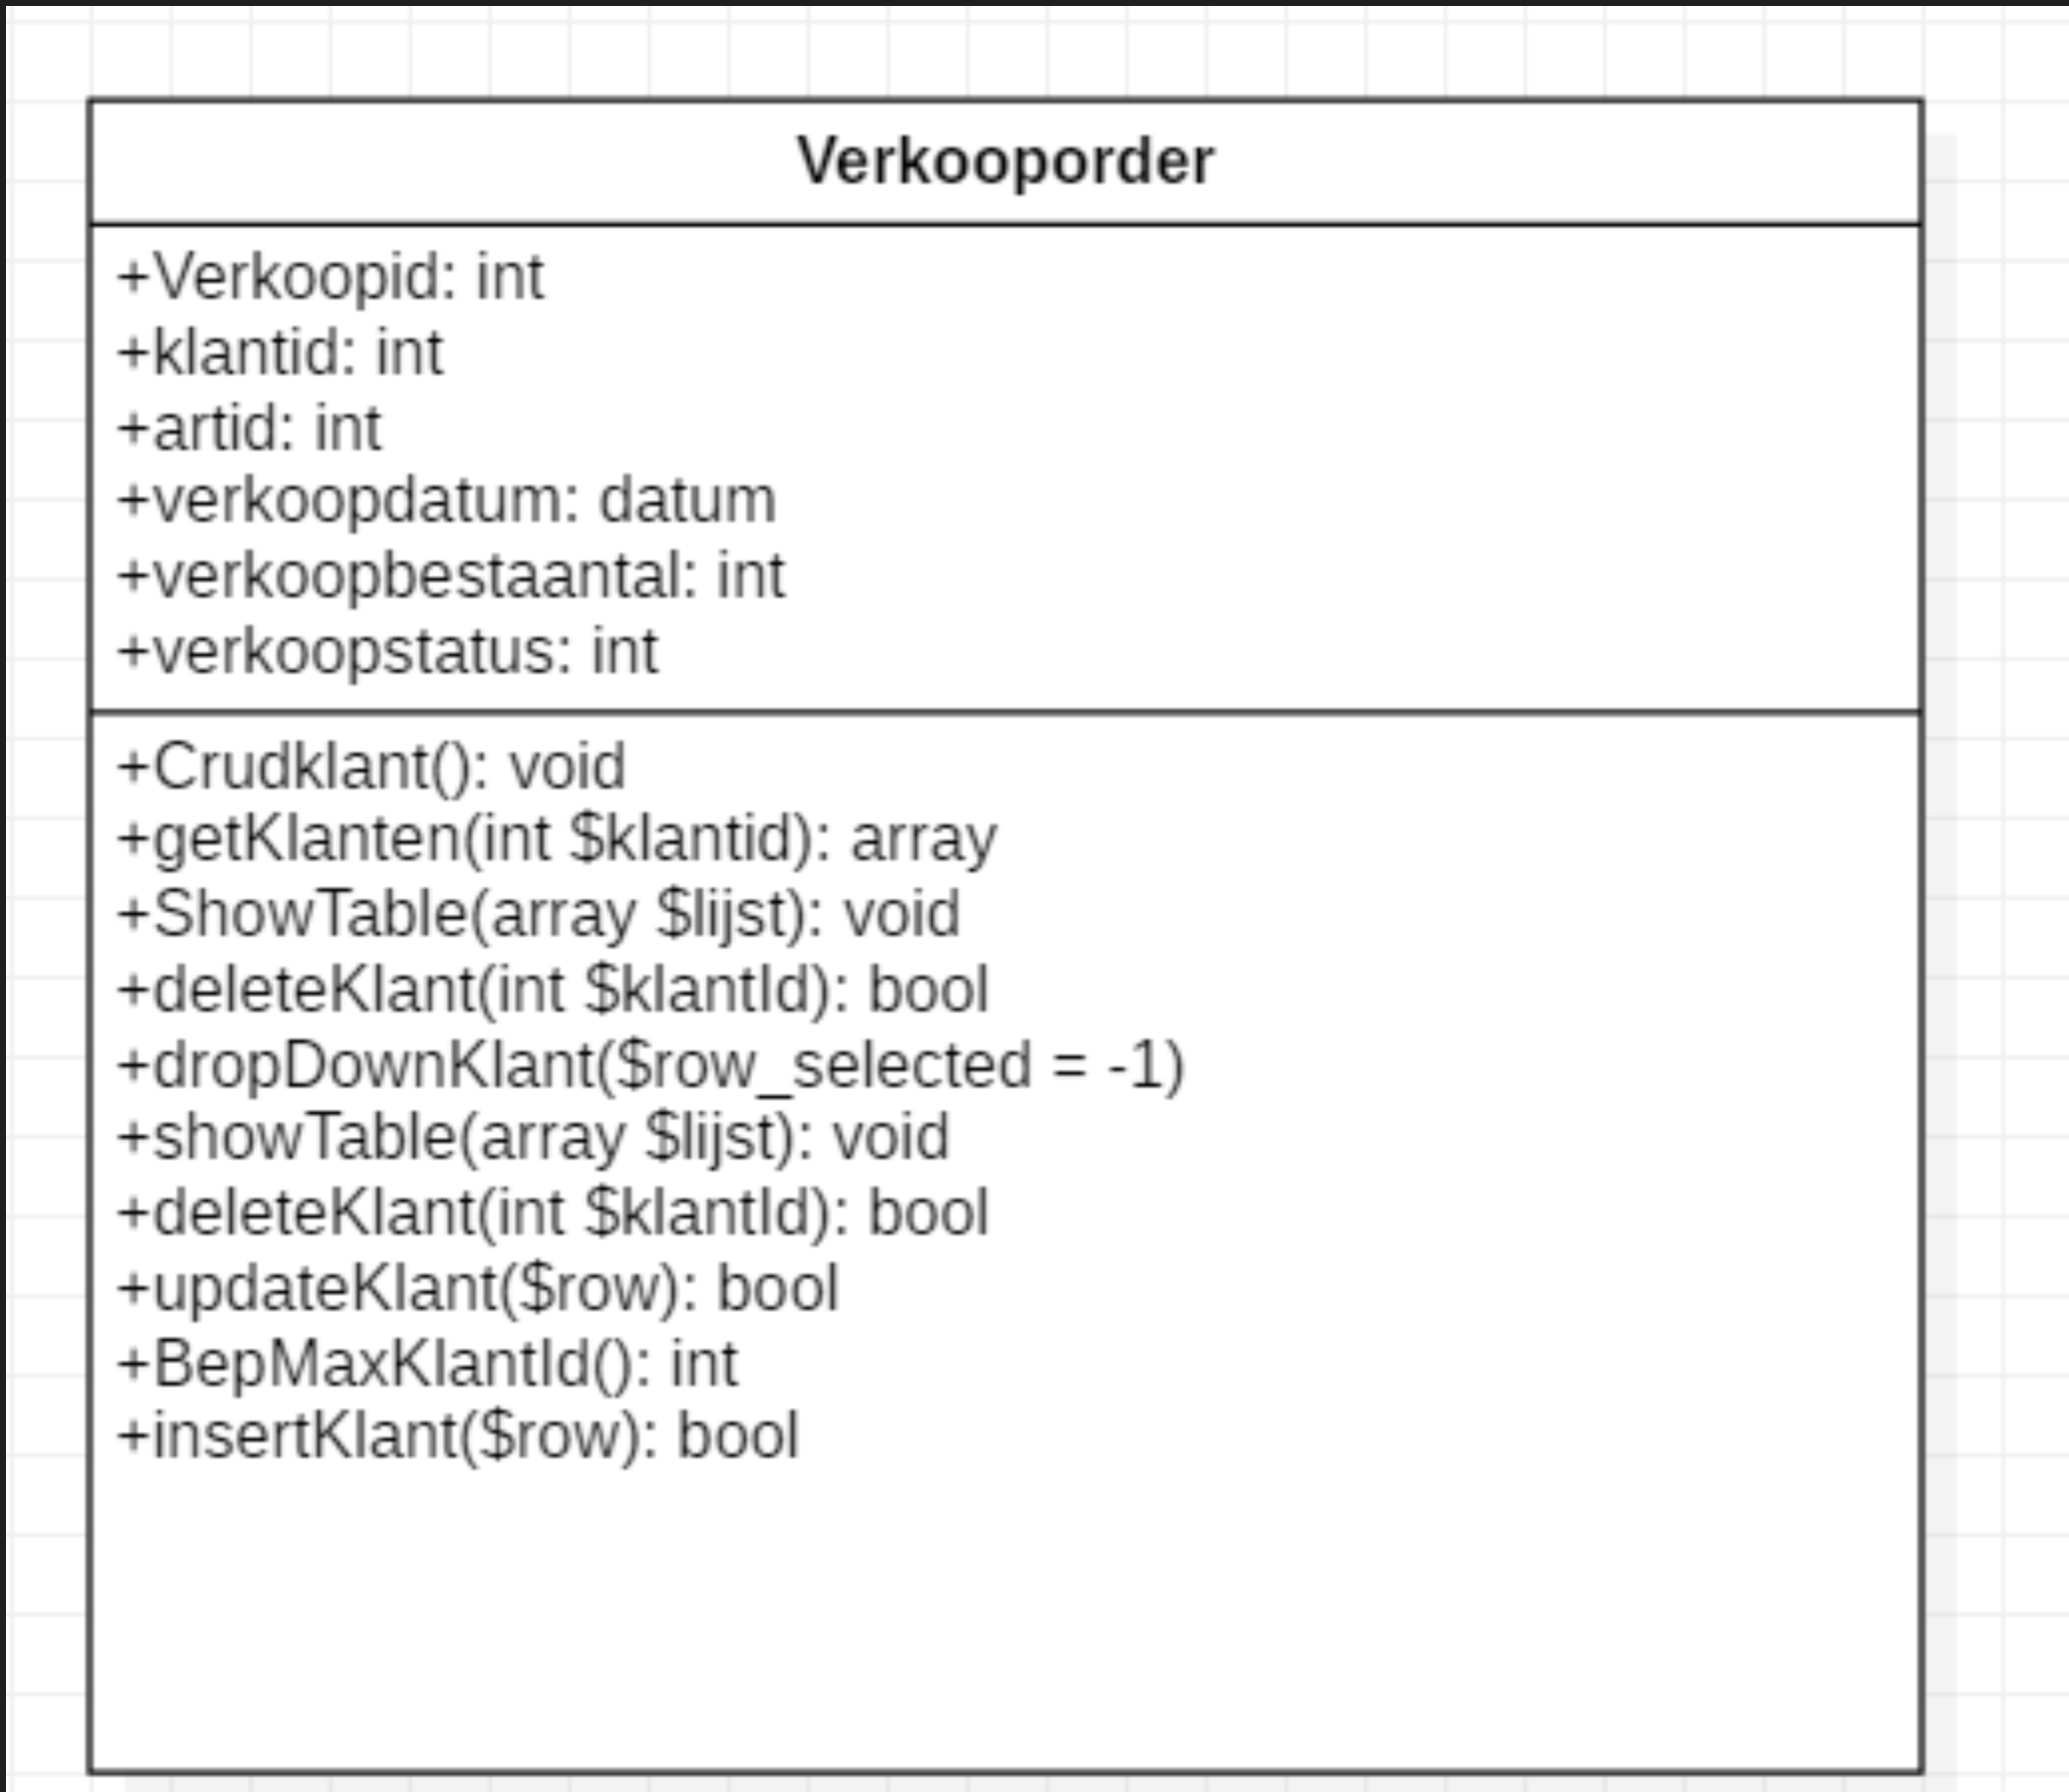 Verkooporder
+Verkoopid: int
+klantid: int
+artid: int
+verkoopdatum: datum
+verkoopbestaantal: int
+verkoopstatus: int
+Crudklant(): void
+getKlanten(int $klantid): array
+ShowTable(array $lijst): void
+deleteKlant(int $klantId): bool
+dropDownKlant($row_selected = -1)
+showTable(array $lijst): void
+deleteKlant(int $klantId): bool
+updateKlant($row): bool
+BepMaxKlantId(): int
+insertKlant($row): bool